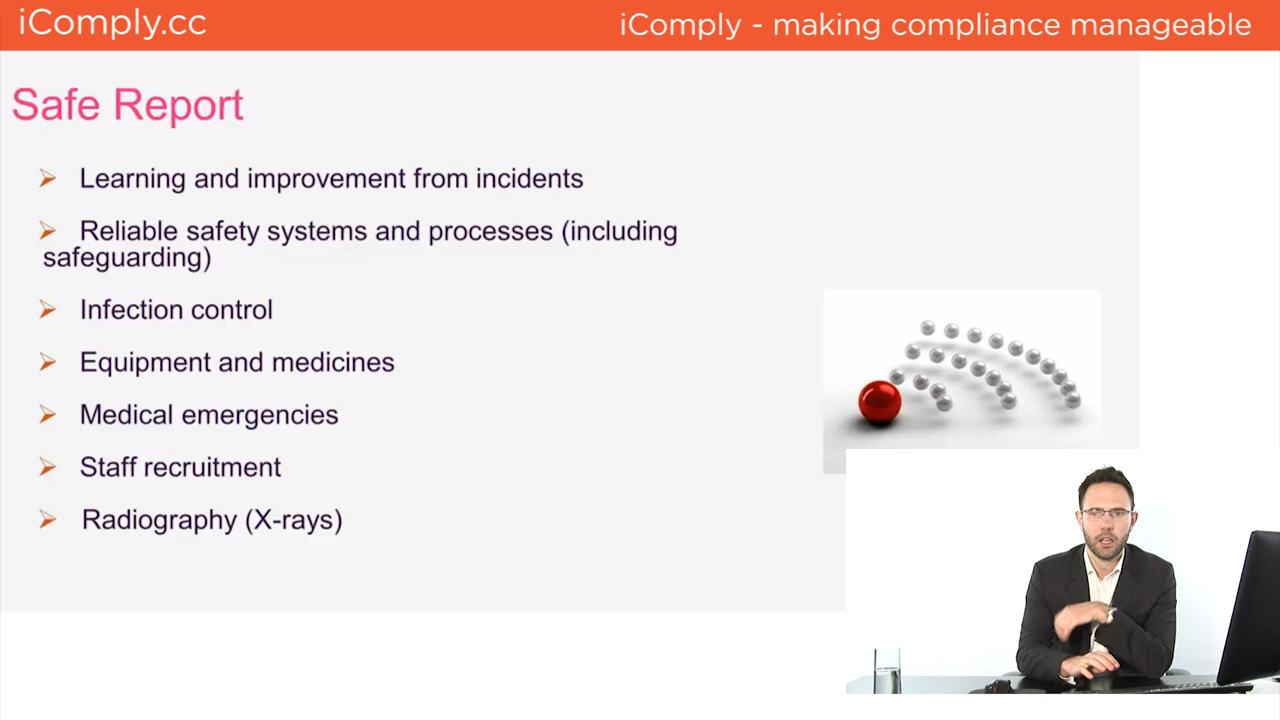 iComply.cc
iComply - making compliance manageable
Safe Report
Learning and improvement from incidents
Reliable safety systems and processes (including
safeguarding)
Infection control
Equipment and medicines
Medical emergencies
Staff recruitment
Radiography (X-rays)